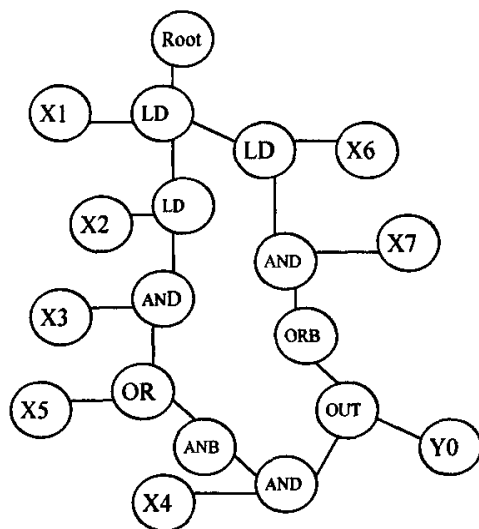 Root
X1
LD
LD
X6
X2
LD
AND
X7
X3
AND
ORB
X5
OR
OUT
ANB
Y0
X4
AND